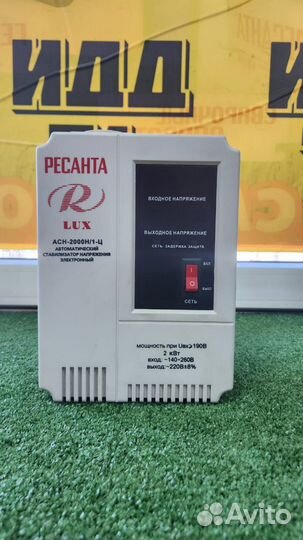 ИДД
РЕСАНТА
R
LUX
АСН-2000Н/1-Ц
АВТОМАТИЧЕСКИЙ
СТАБИЛИЗАТОР НАПРЯЖЕНИЯ
ЭЛЕКТРОННЫЙ
ВХОДНОЕ НАПРЯЖЕНИЕ
ВЫХОДНОЕ НАПРЯЖЕНИЕ
СЕТЬ ЗАДЕРЖКА ЗАЩИТА
ВКЛ
ВЫКЛ
СЕТЬ
мощность при Uвх>190В
2 кВт
вход: ~140-260В
выход:~220В±8%
Avito